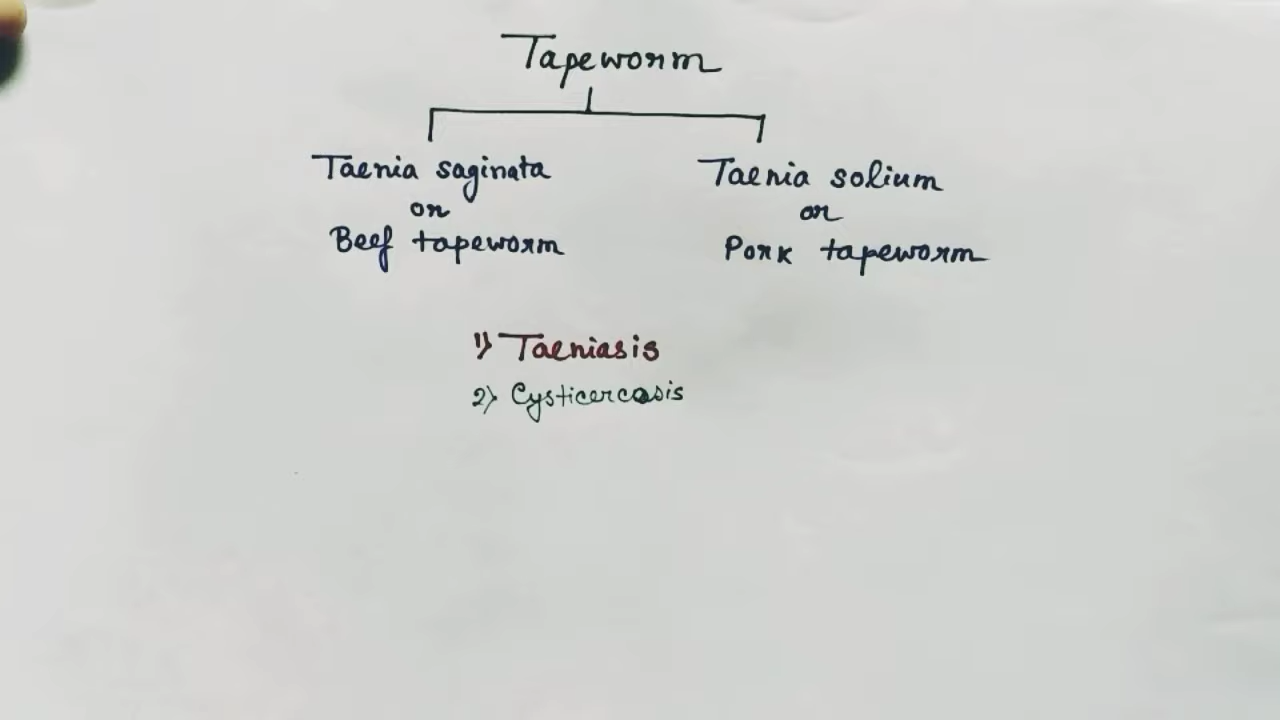 Tapeworm
Taenia saginata
or
Beef tapeworm
Taenia solium
or
Pork tapeworm
1) Taeniasis
2) Cysticercosis